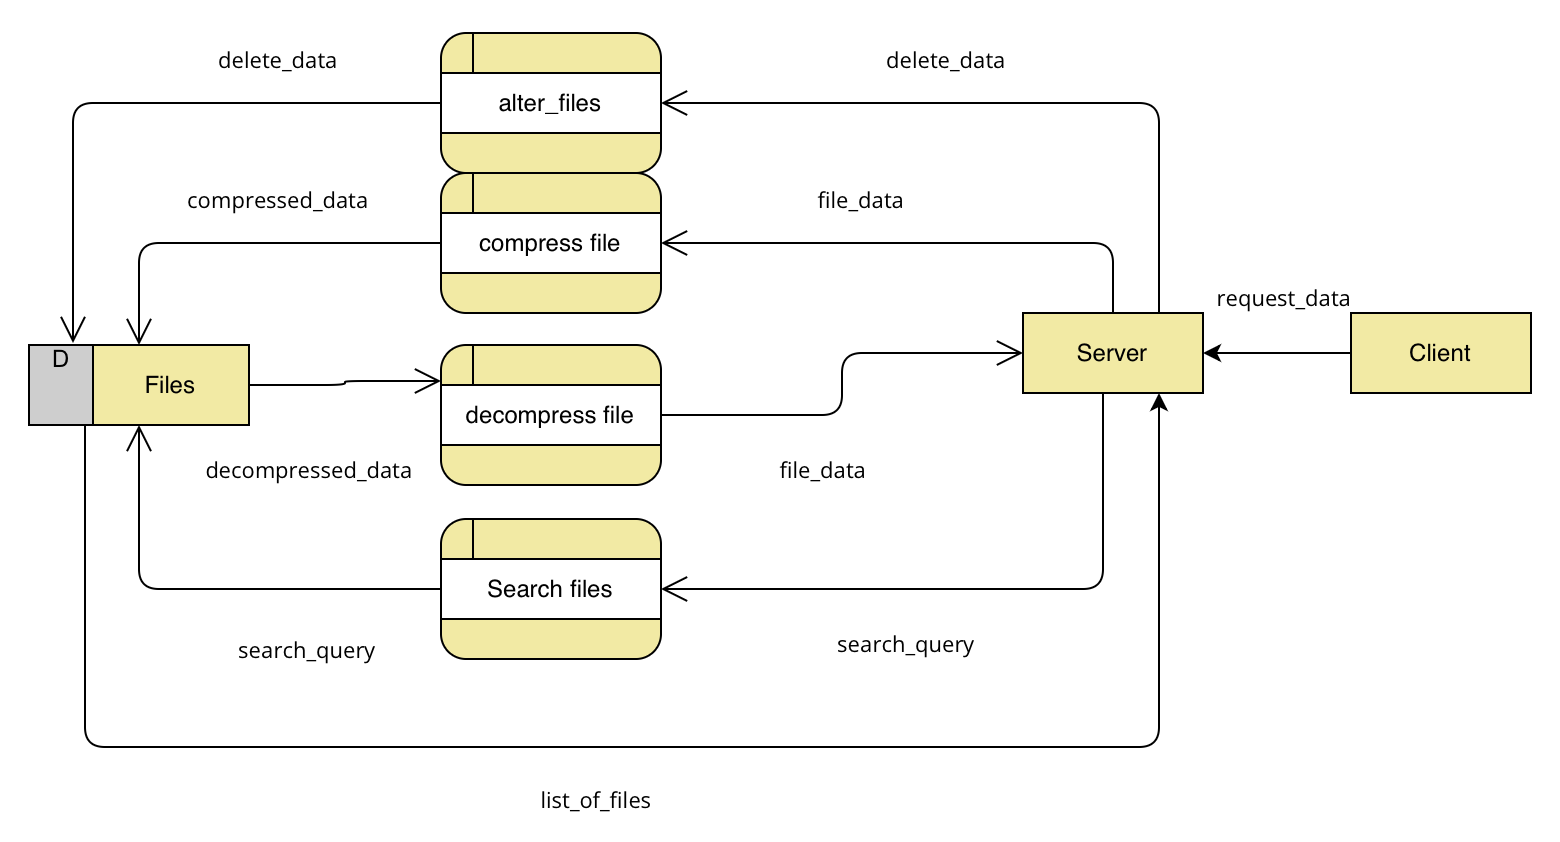 delete_data
delete_data
alter_files
compressed_data
file_data
compress file
request_data
D
Files
Server
Client
decompress file
decompressed_data
file_data
Search files
search_query
search_query
list_of_files